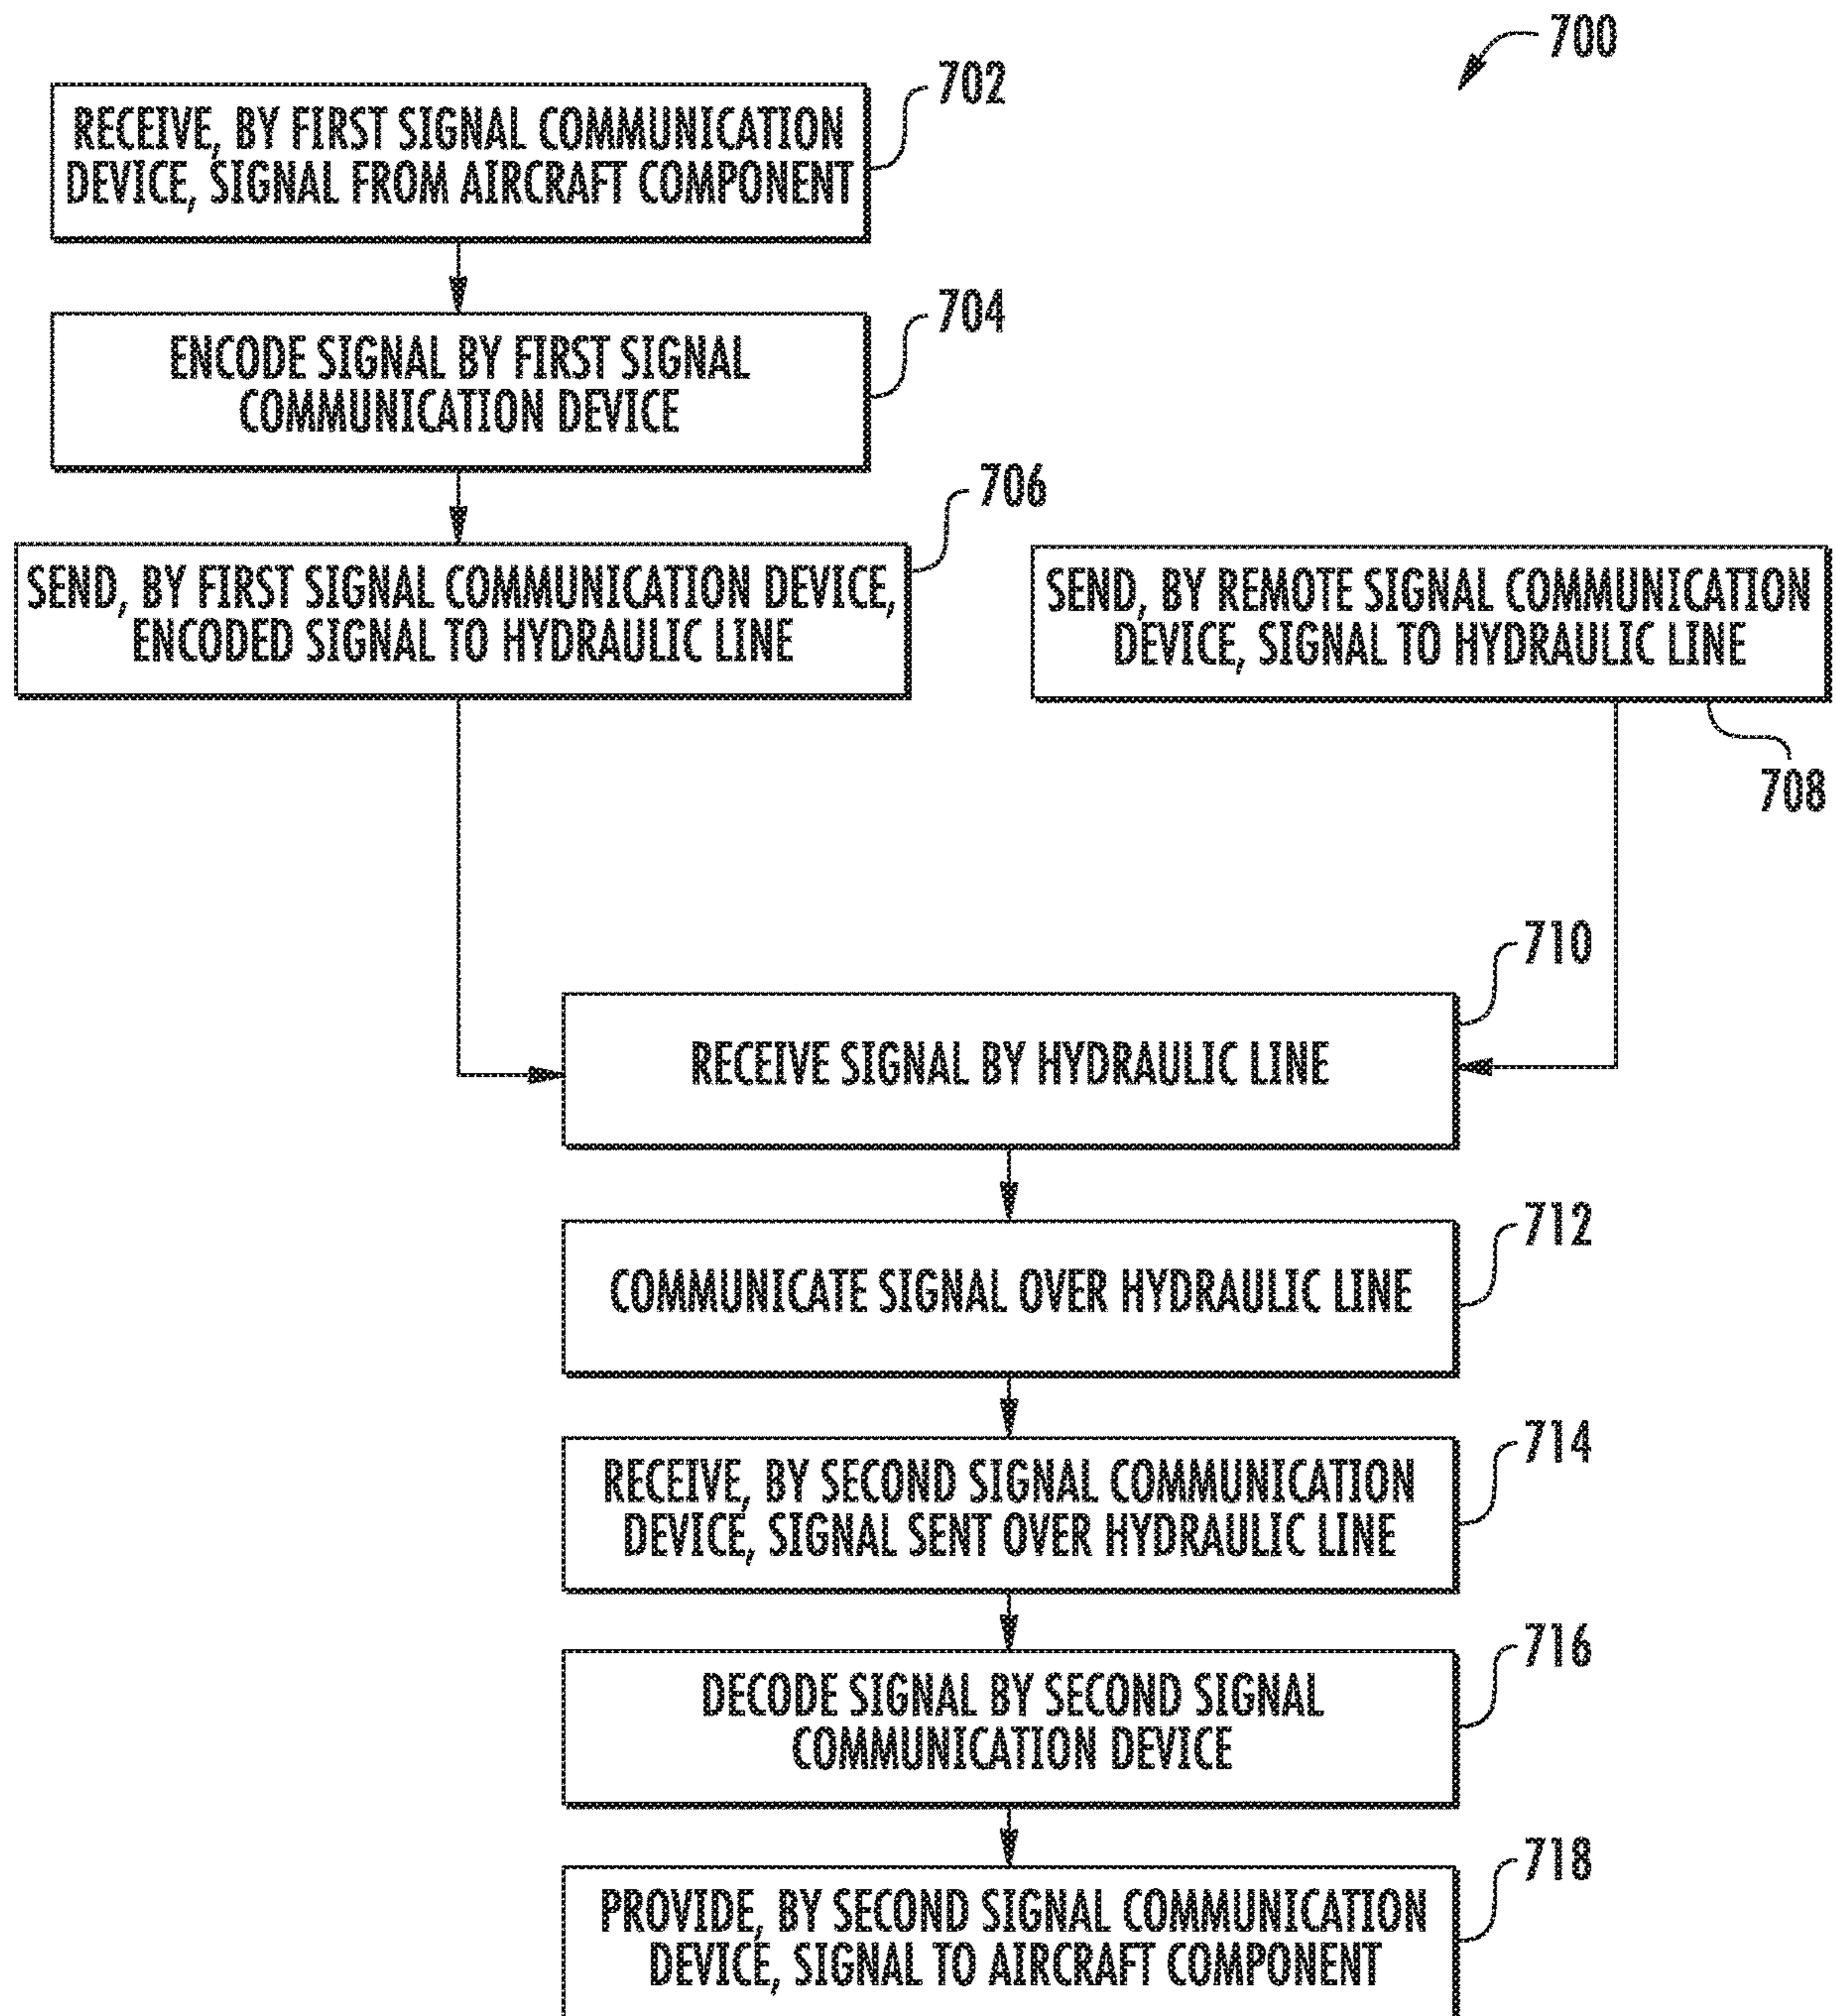 700
702
RECEIVE, BY FIRST SIGNAL COMMUNICATION
DEVICE, SIGNAL FROM AIRCRAFT COMPONENT
704
ENCODE SIGNAL BY FIRST SIGNAL
COMMUNICATION DEVICE
706
SEND, BY FIRST SIGNAL COMMUNICATION DEVICE,
ENCODED SIGNAL TO HYDRAULIC LINE
SEND, BY REMOTE SIGNAL COMMUNICATION
DEVICE, SIGNAL TO HYDRAULIC LINE
708
710
RECEIVE SIGNAL BY HYDRAULIC LINE
712
COMMUNICATE SIGNAL OVER HYDRAULIC LINE
714
RECEIVE, BY SECOND SIGNAL COMMUNICATION
DEVICE, SIGNAL SENT OVER HYDRAULIC LINE
716
DECODE SIGNAL BY SECOND SIGNAL
COMMUNICATION DEVICE
718
PROVIDE, BY SECOND SIGNAL COMMUNICATION
DEVICE, SIGNAL TO AIRCRAFT COMPONENT